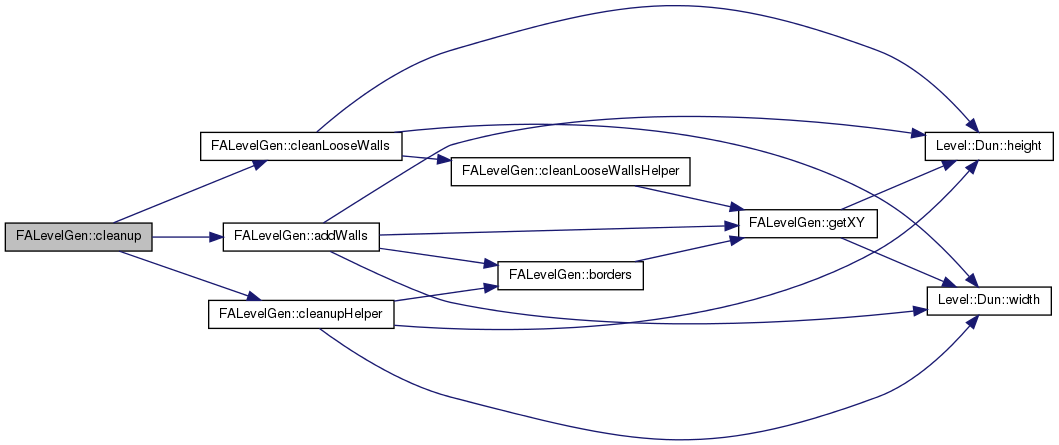 FALevelGen::cleanup
FALevelGen::cleanLooseWalls
FALevelGen::addWalls
FALevelGen::cleanupHelper
FALevelGen::cleanLooseWallsHelper
FALevelGen::borders
FALevelGen::getXY
Level::Dun::height
Level::Dun::width